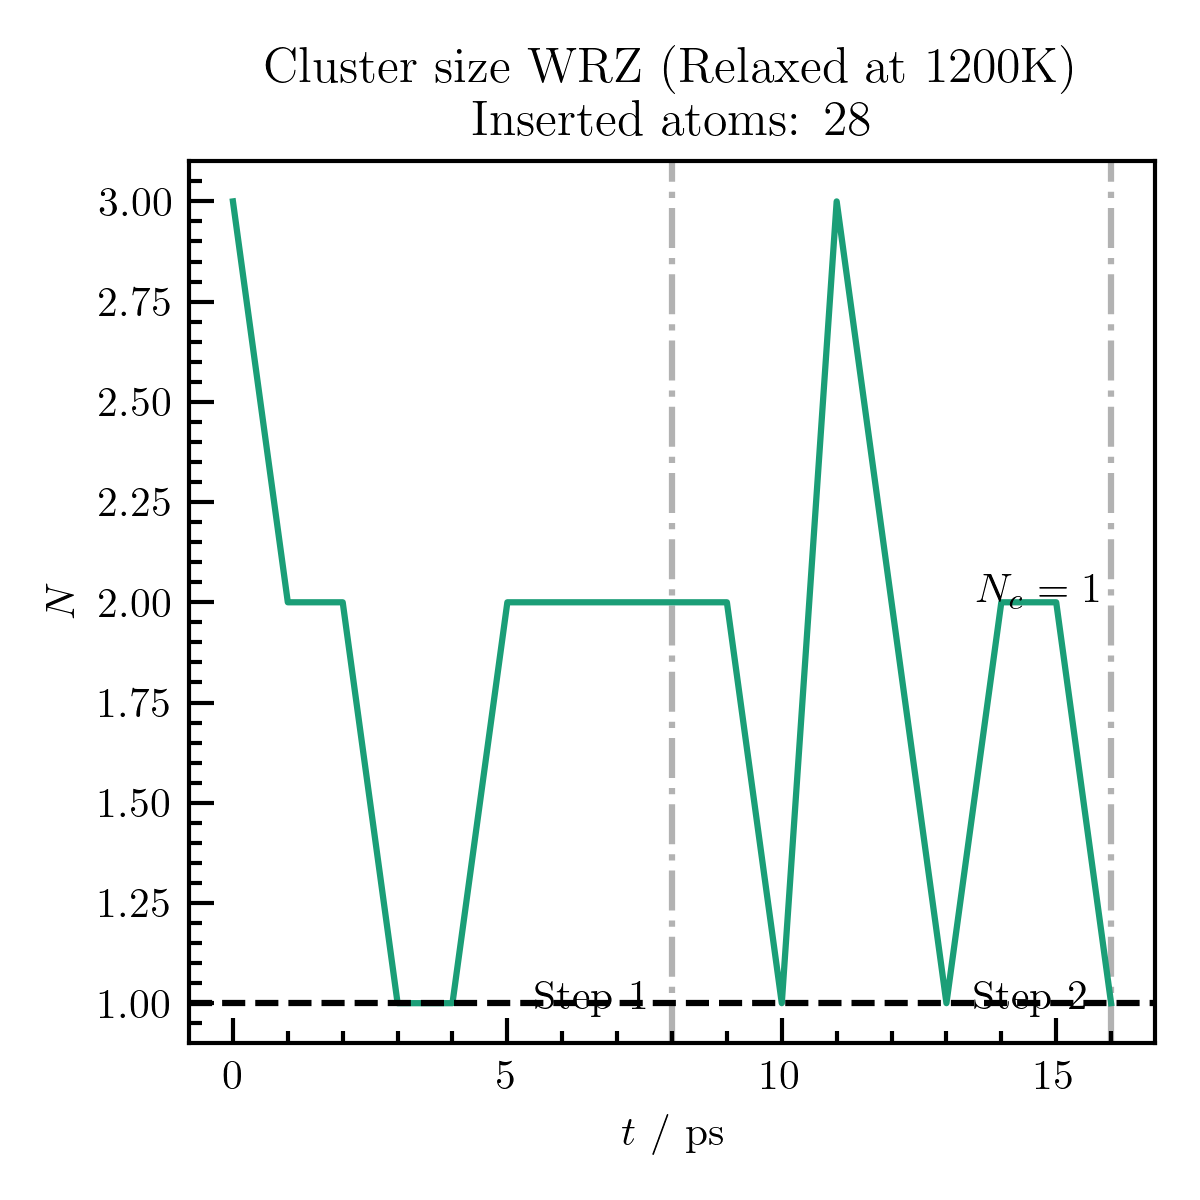 Cluster size WRZ (Relaxed at 1200K)
Inserted atoms: 28
3.00
2.75
2.50
2.25
2.00
1.75
1.50
1.25
1.00
N
N_c = 1
Step 1
Step 2
0 5 10 15
t / ps